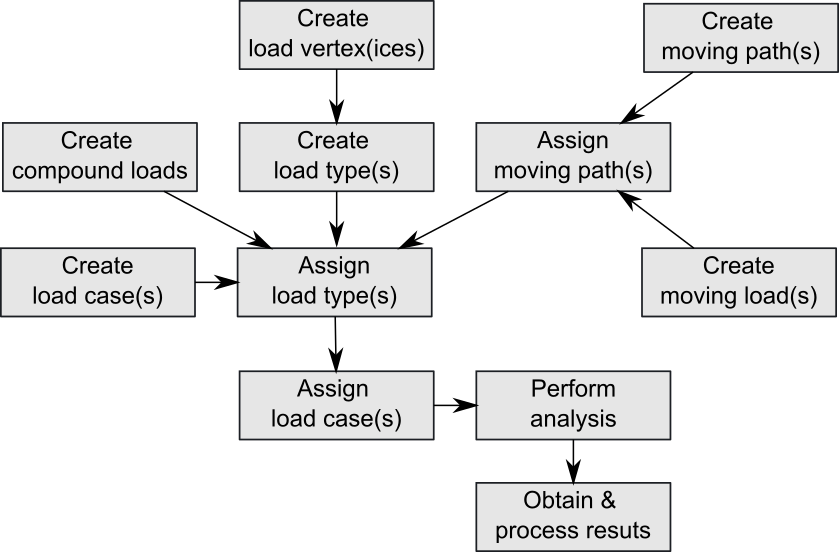 Create
load vertex(ices)
Create
moving path(s)
Create
compound loads
Create
load type(s)
Assign
moving path(s)
Create
load case(s)
Assign
load type(s)
Create
moving load(s)
Assign
load case(s)
Perform
analysis
Obtain &
process resuts